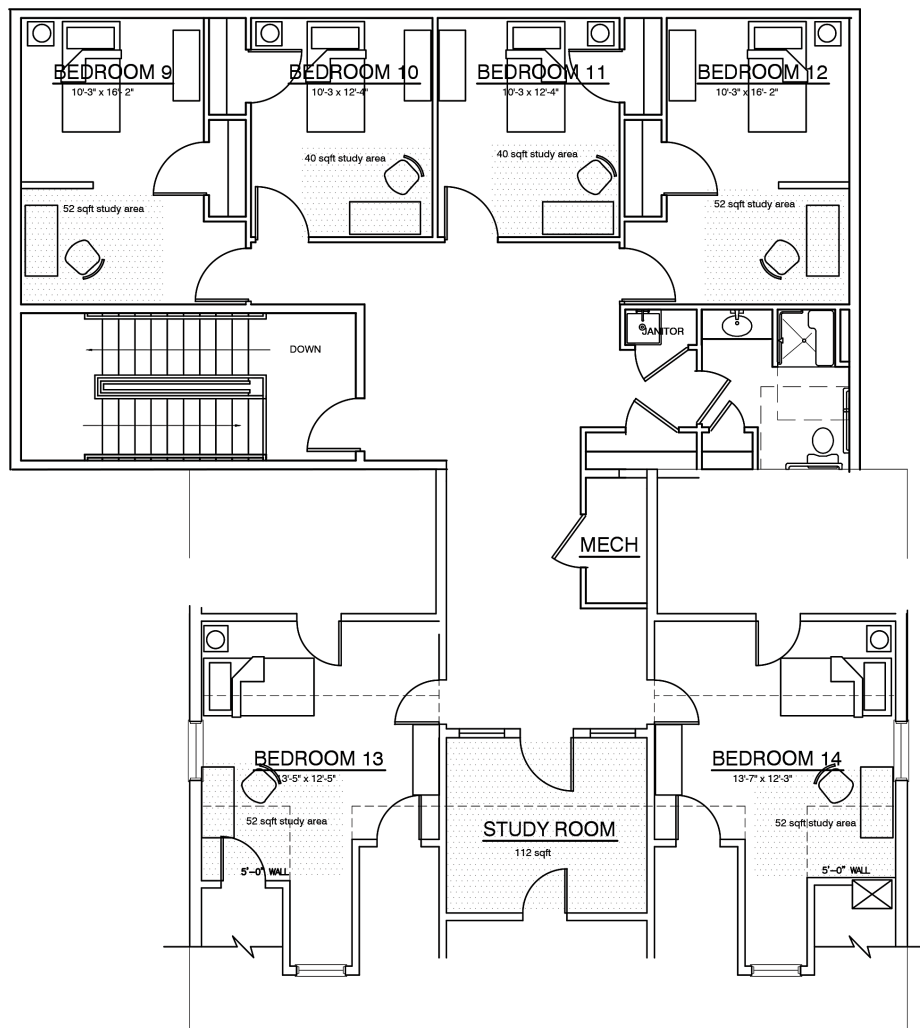 BEDROOM 9
10'-3" x 16'- 2"
BEDROOM 10
10'-3 x 12'-4"
BEDROOM 11
10'-3 x 12'-4"
BEDROOM 12
10'-3" x 16'- 2"
40 sqft study area
40 sqft study area
52 sqft study area
52 sqft study area
JANITOR
DOWN
MECH
BEDROOM 13
13'-5" x 12'-5"
BEDROOM 14
13'-7" x 12'-3"
52 sqft study area
STUDY ROOM
112 sqft
52 sqft study area
5'-0" WALL
5'-0" WALL